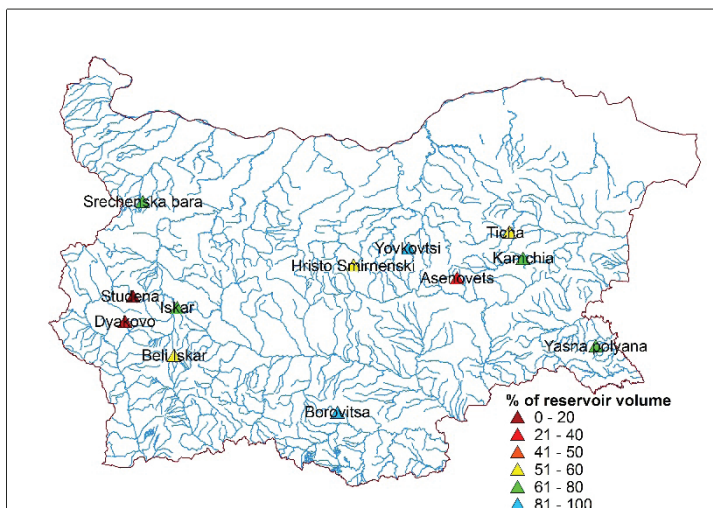 Srechenska bara
Ticha
Yovkovtsi
Kamchia
Hristo Smirnenski
Asenovets
Studena
Iskar
Dyakovo
Yasna polyana
Beli Iskar
Borovitsa
% of reservoir volume
0 - 20
21 - 40
41 - 50
51 - 60
61 - 80
81 - 100